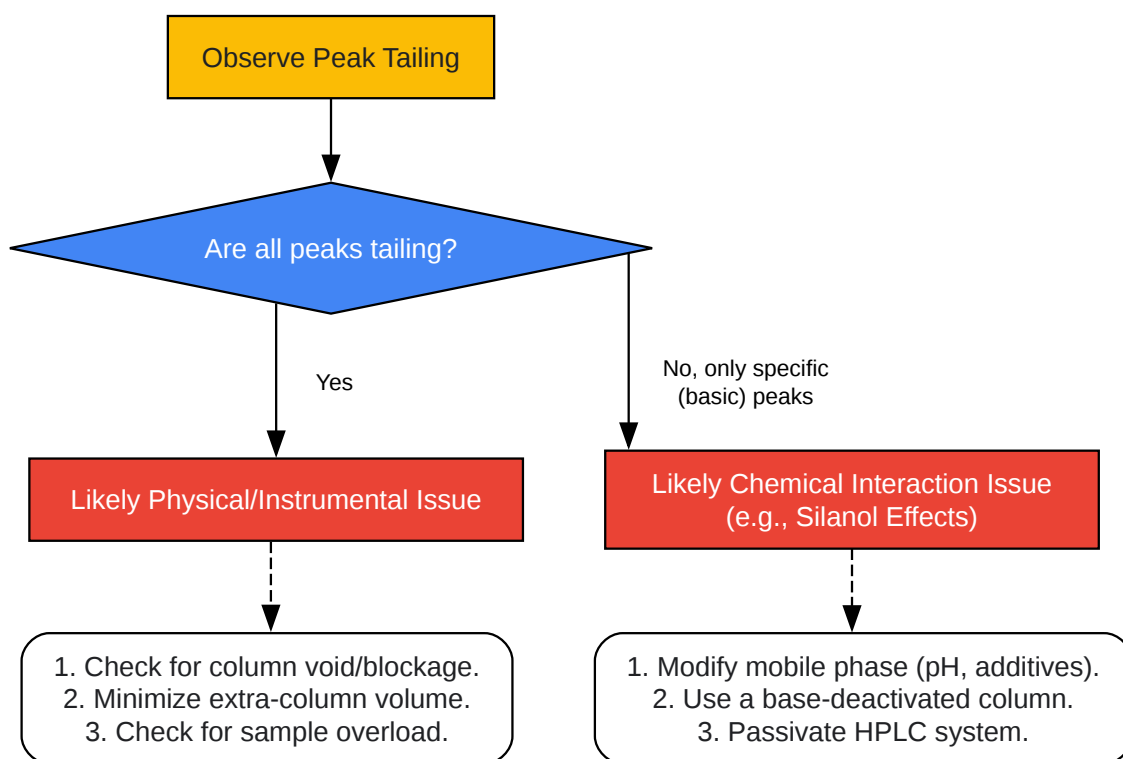 Observe Peak Tailing
Are all peaks tailing?
Yes
No, only specific
(basic) peaks
Likely Physical/Instrumental Issue
Likely Chemical Interaction Issue
(e.g., Silanol Effects)
1. Check for column void/blockage.
2. Minimize extra-column volume.
3. Check for sample overload.
1. Modify mobile phase (pH, additives).
2. Use a base-deactivated column.
3. Passivate HPLC system.